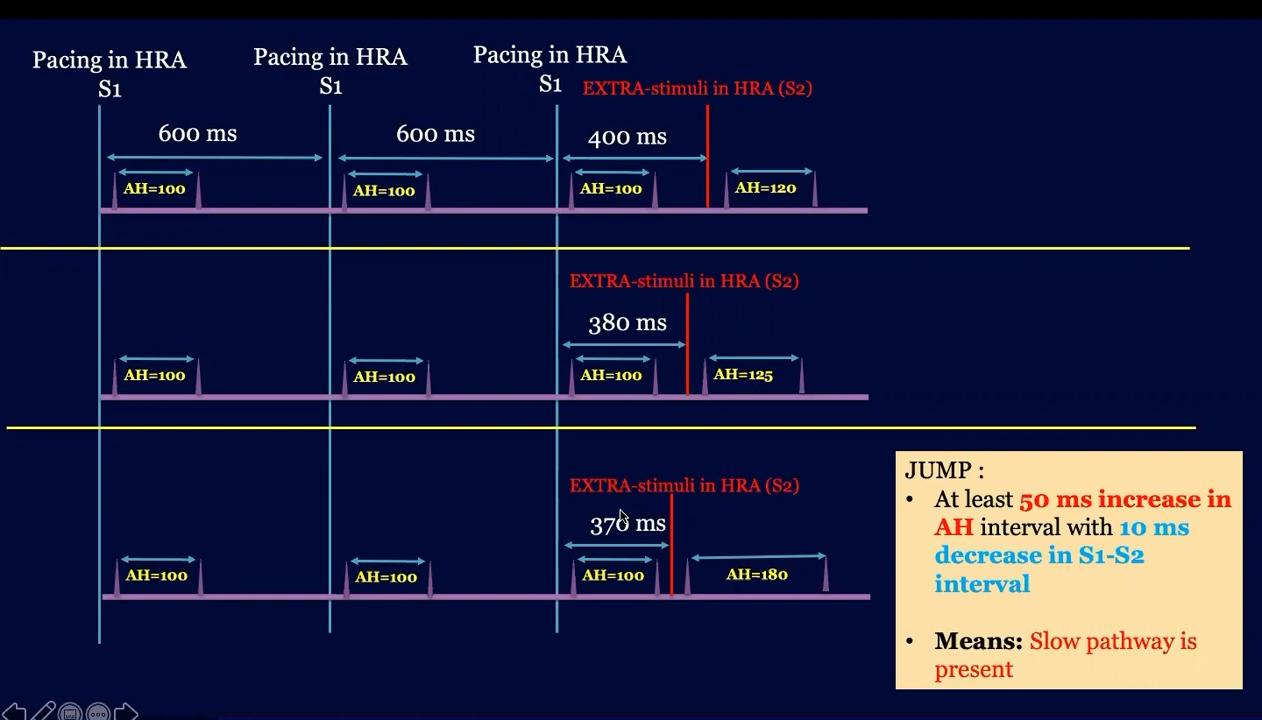 Pacing in HRA
S1
Pacing in HRA
S1
Pacing in HRA
S1
EXTRA-stimuli in HRA (S2)
600 ms
600 ms
400 ms
AH=100
AH=100
AH=100
AH=120
EXTRA-stimuli in HRA (S2)
380 ms
AH=100
AH=100
AH=100
AH=125
EXTRA-stimuli in HRA (S2)
370 ms
AH=100
AH=100
AH=100
AH=180
JUMP :
• At least 50 ms increase in
AH interval with 10 ms
decrease in S1-S2
interval
• Means: Slow pathway is
present